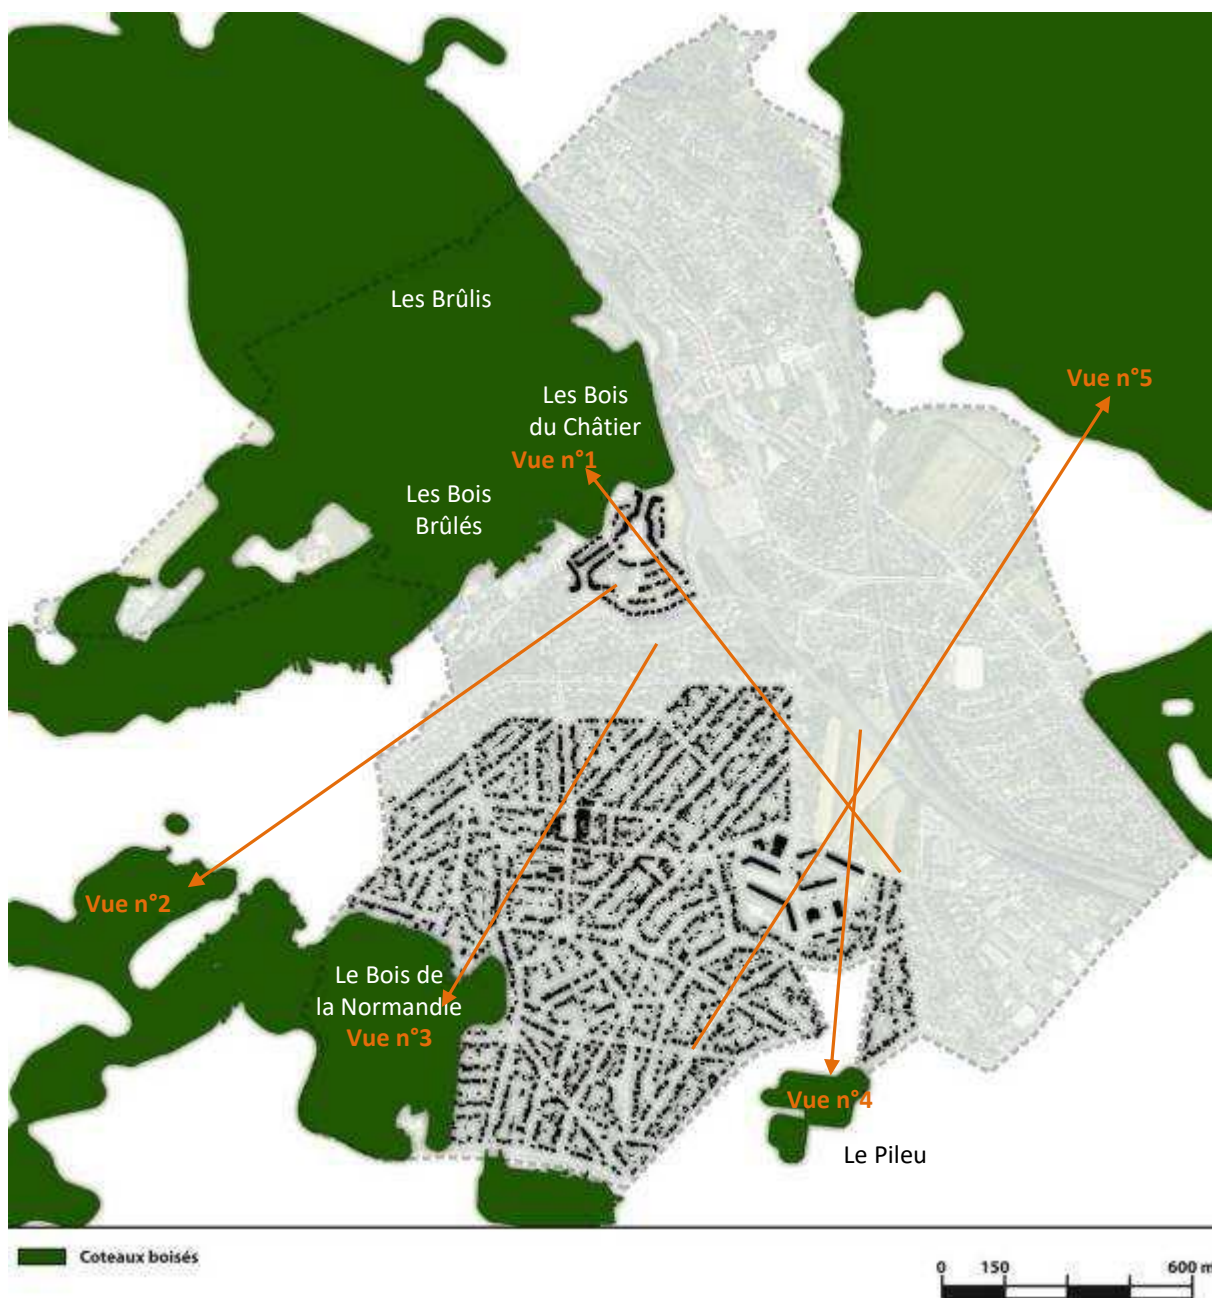 Les Brûlis
Vue n°5
Les Bois
du Châtier
Vue n°1
Les Bois
Brûlés
Vue n°2
Le Bois de
la Normandie
Vue n°3
Vue n°4
Le Pileu
Coteaux boisés
0 150 600 m